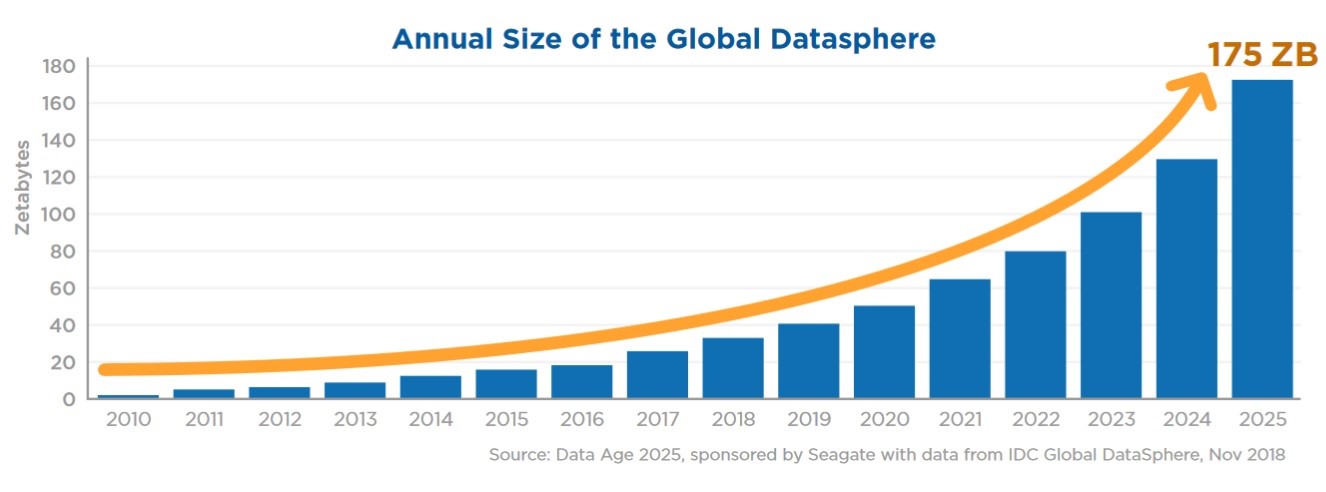 Annual Size of the Global Datasphere
175 ZB
Zetabytes
180
160
140
120
100
80
60
40
20
0
2010 2011 2012 2013 2014 2015 2016 2017 2018 2019 2020 2021 2022 2023 2024 2025
Source: Data Age 2025, sponsored by Seagate with data from IDC Global DataSphere, Nov 2018